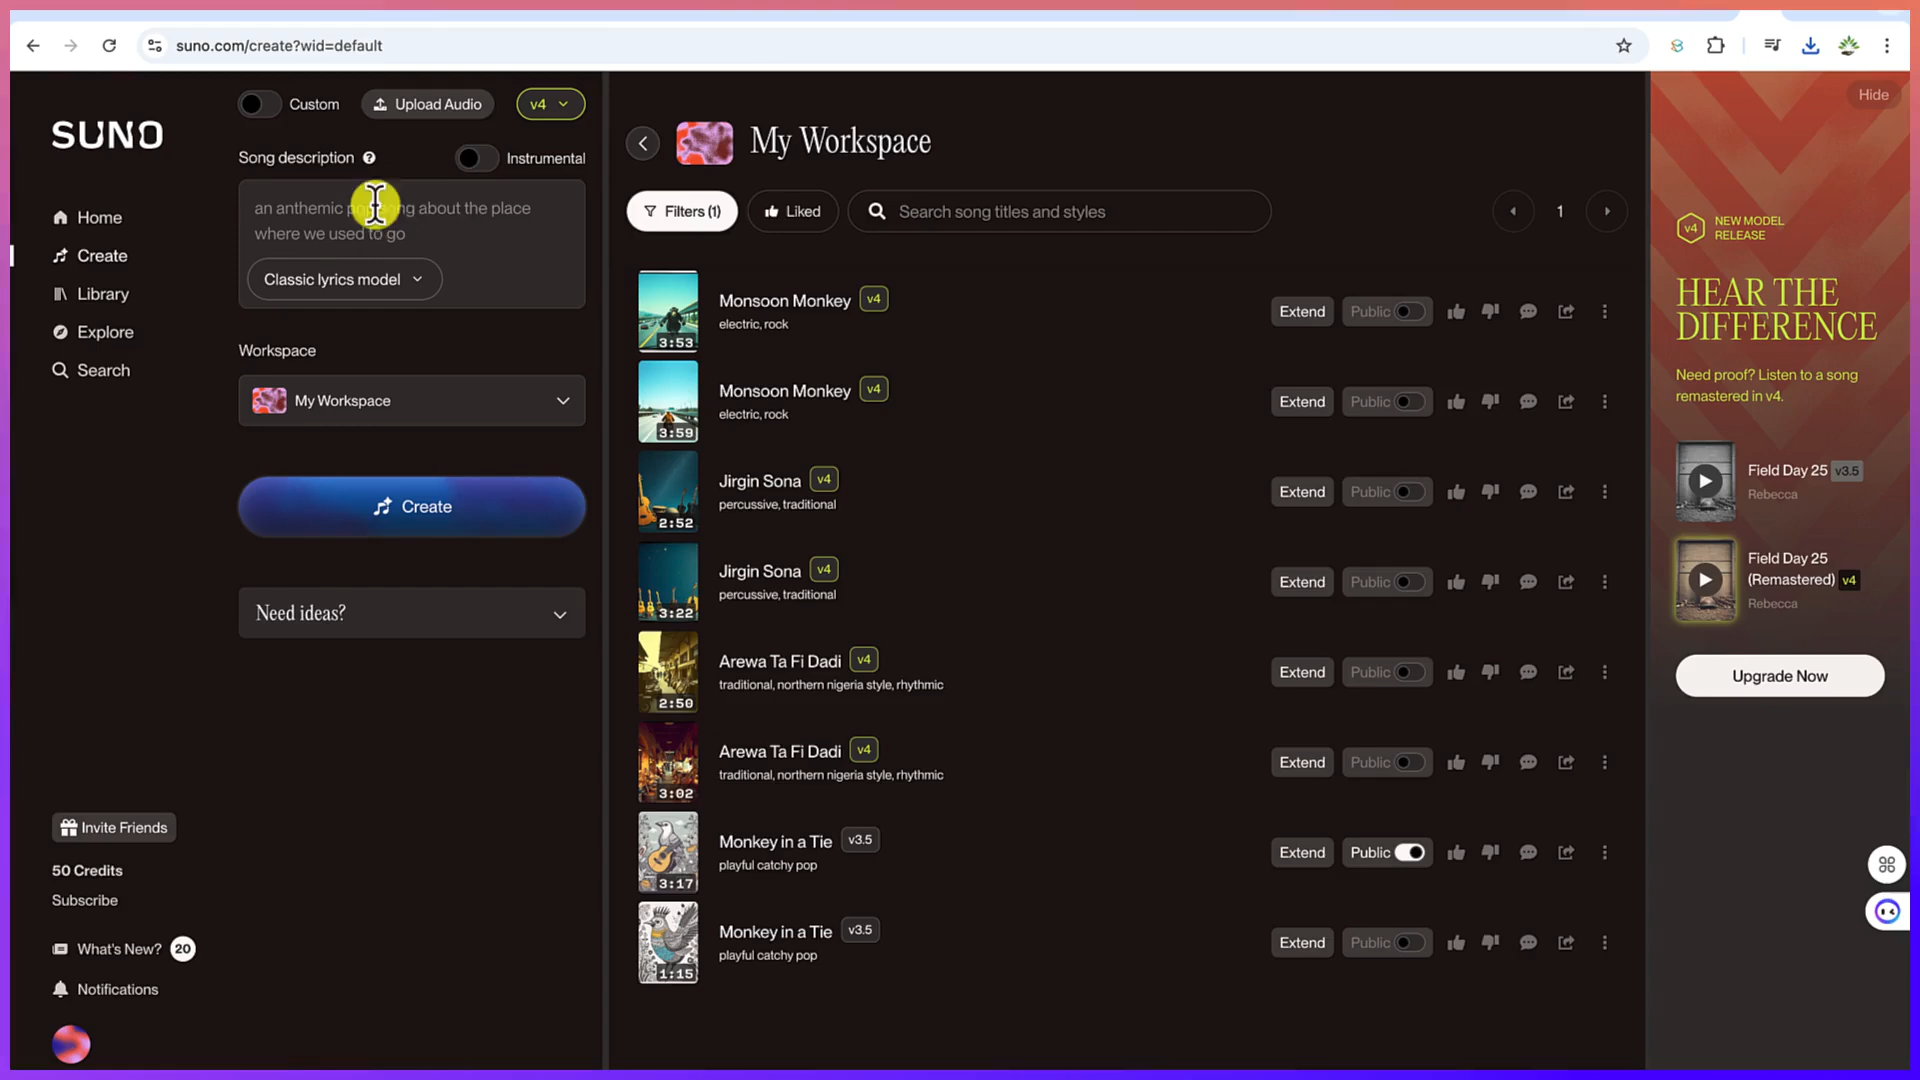 suno.com/create?wid=default
SUNO
Home
Create
Library
Explore
Search
Invite Friends
50 Credits
Subscribe
What's New? 20
Notifications
Custom
Upload Audio
v4
Song description ?
Instrumental
an anthemic pop song about the place
where we used to go
Classic lyrics model
Workspace
My Workspace
Create
Need ideas?
My Workspace
Filters (1)
Liked
Search song titles and styles
1
Monsoon Monkey v4
electric, rock
3:53
Extend
Public
Monsoon Monkey v4
electric, rock
3:59
Extend
Public
Jirgin Sona v4
percussive, traditional
2:52
Extend
Public
Jirgin Sona v4
percussive, traditional
3:22
Extend
Public
Arewa Ta Fi Dadi v4
traditional, northern nigeria style, rhythmic
2:50
Extend
Public
Arewa Ta Fi Dadi v4
traditional, northern nigeria style, rhythmic
3:02
Extend
Public
Monkey in a Tie v3.5
playful catchy pop
3:17
Extend
Public
Monkey in a Tie v3.5
playful catchy pop
1:15
Extend
Public
Hide
v4
NEW MODEL
RELEASE
HEAR THE
DIFFERENCE
Need proof? Listen to a song
remastered in v4.
Field Day 25 v3.5
Rebecca
Field Day 25
(Remastered) v4
Rebecca
Upgrade Now